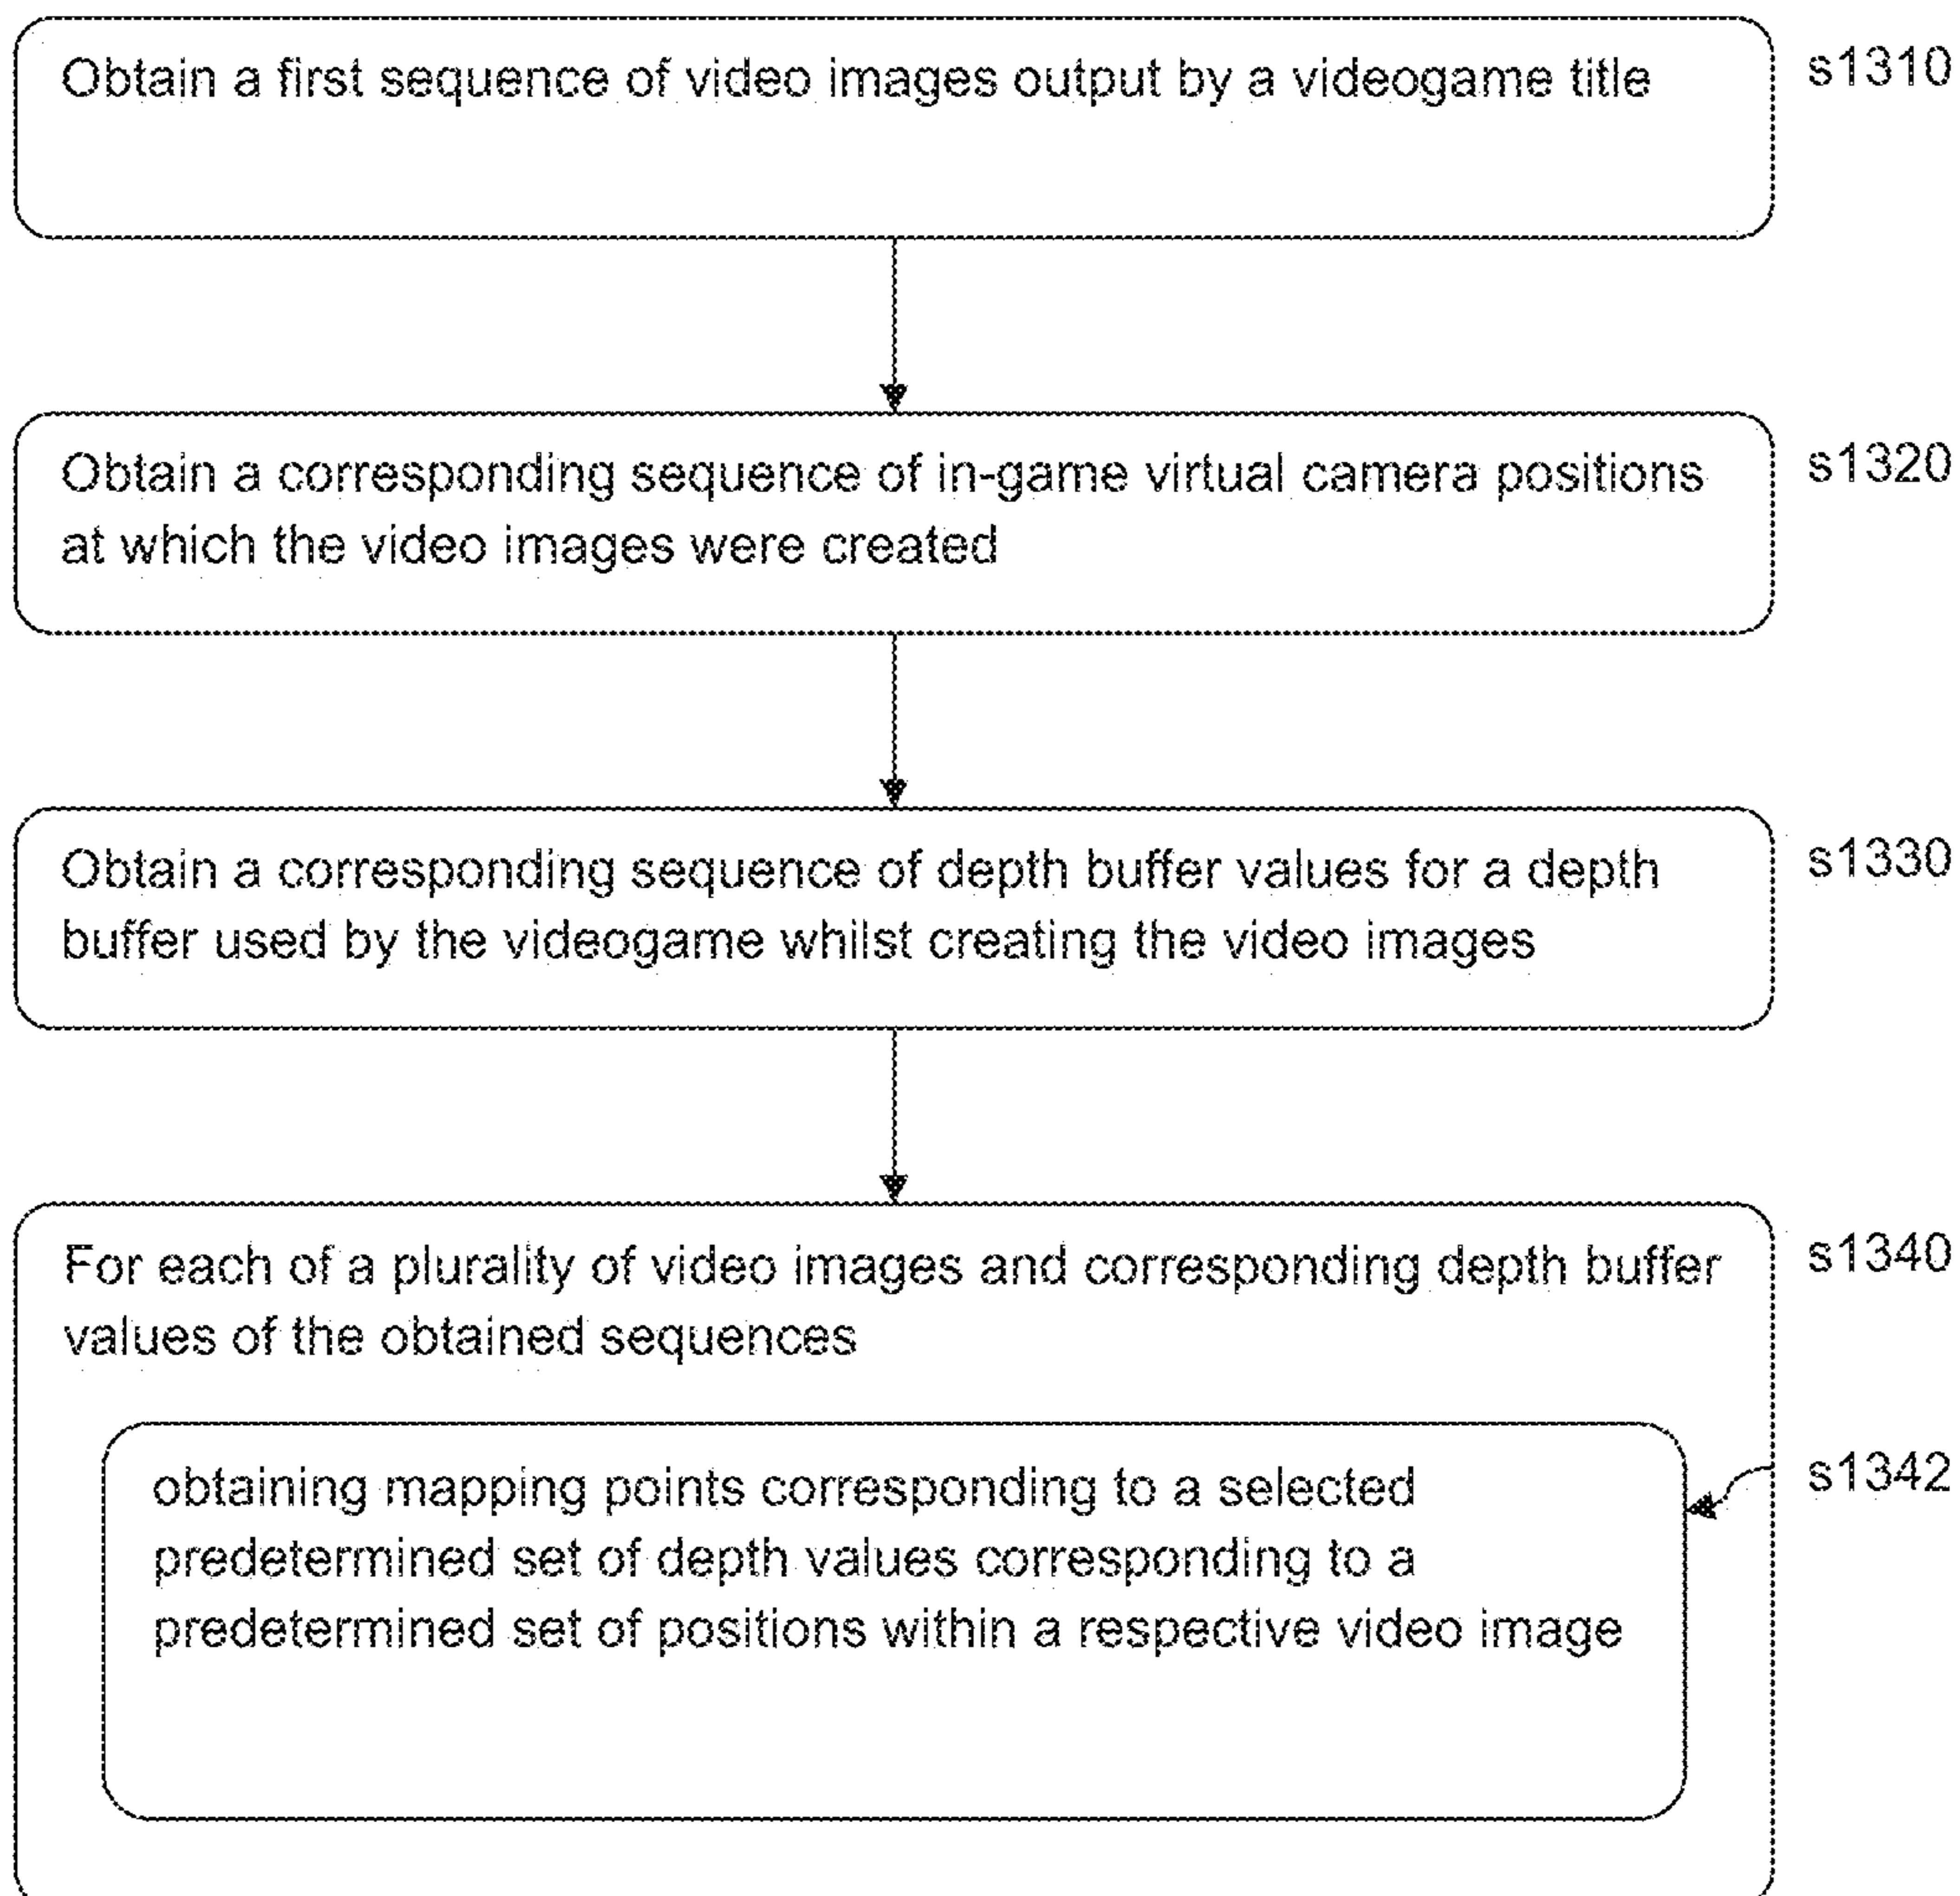 Obtain a first sequence of video images output by a videogame title
s1310
Obtain a corresponding sequence of in-game virtual camera positions
at which the video images were created
s1320
Obtain a corresponding sequence of depth buffer values for a depth
buffer used by the videogame whilst creating the video images
s1330
For each of a plurality of video images and corresponding depth buffer
values of the obtained sequences
s1340
obtaining mapping points corresponding to a selected
predetermined set of depth values corresponding to a
predetermined set of positions within a respective video image
s1342